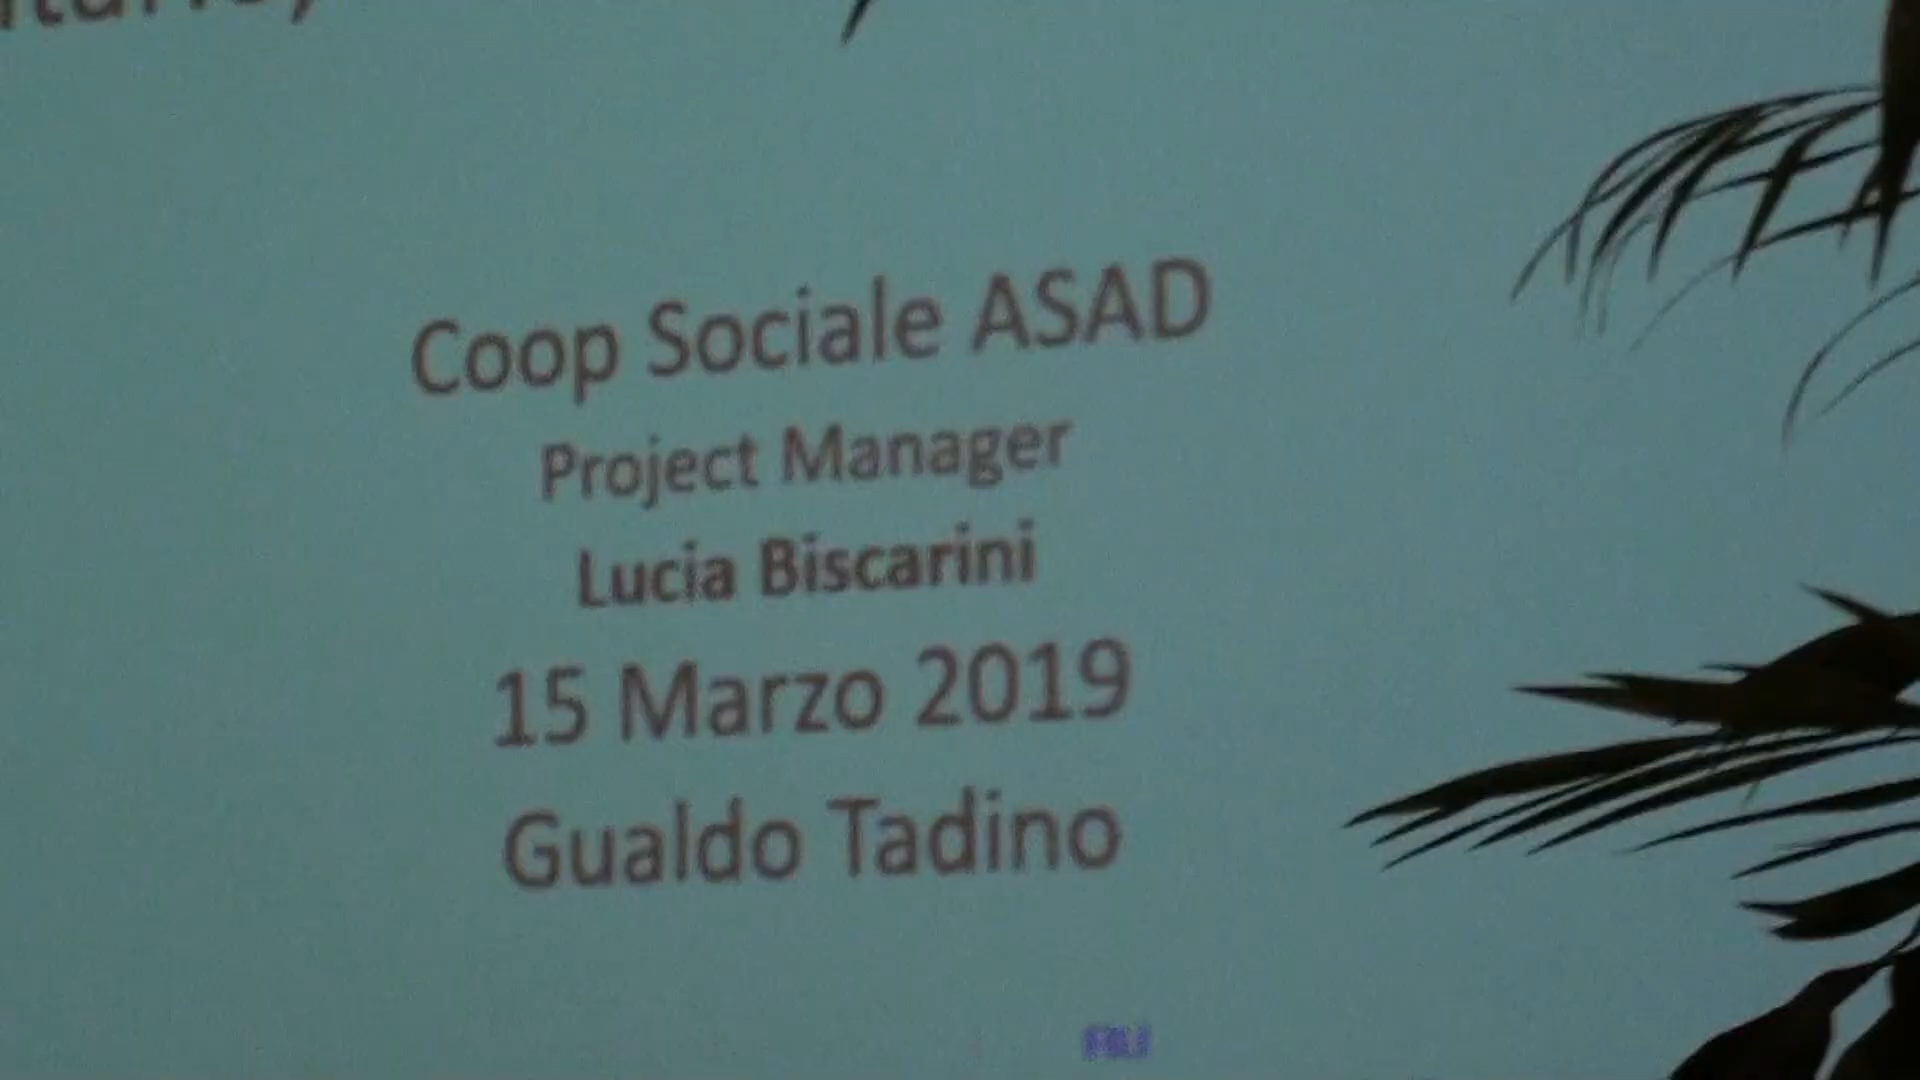 Coop Sociale ASAD
Project Manager
Lucia Biscarini
15 Marzo 2019
Gualdo Tadino